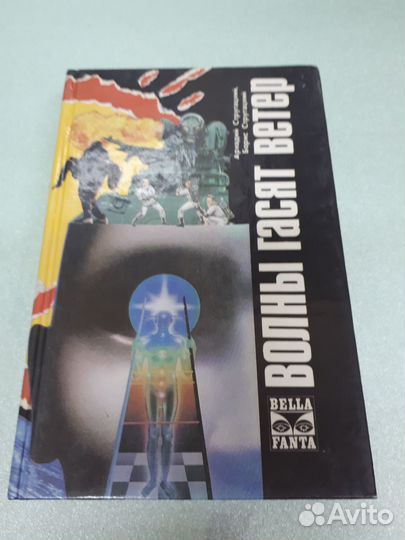 Аркадий Стругацкий,
Борис Стругацкий
ВОЛНЫ ГАСЯТ ВЕТЕР
BELLA
FANTA
Avito